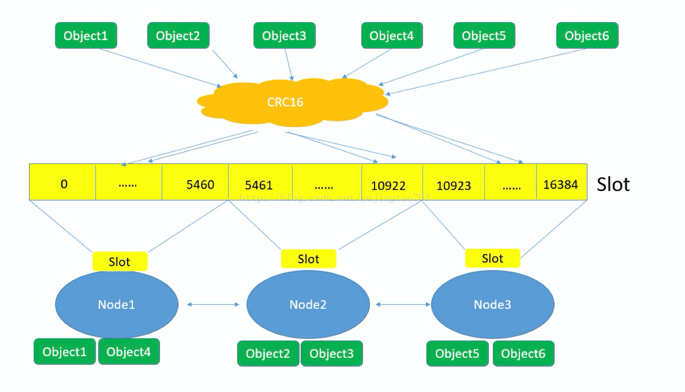 Object1
Object2
Object3
Object4
Object5
Object6
CRC16
0
......
5460
5461
......
10922
10923
......
16384
Slot
Slot
Slot
Slot
Node1
Node2
Node3
Object1
Object4
Object2
Object3
Object5
Object6